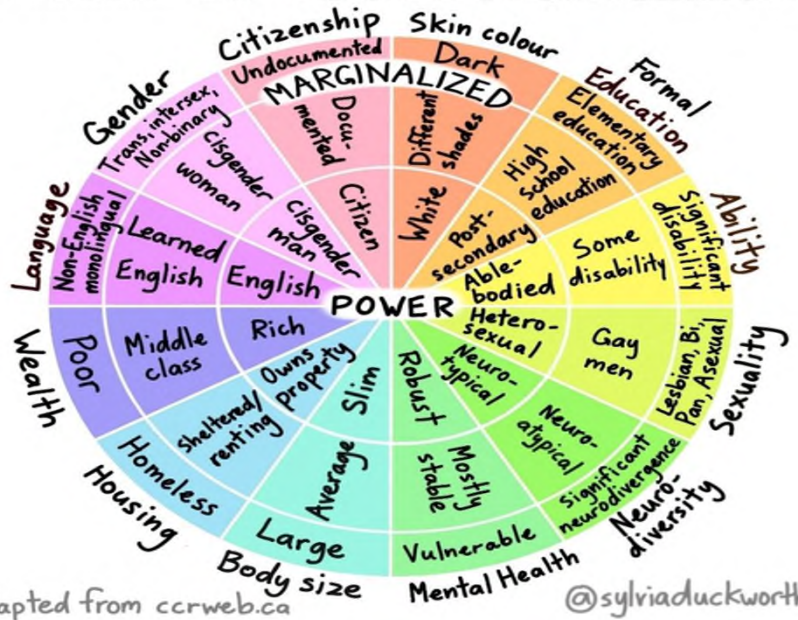 Citizenship
Undocumented
Docu-
mented
Citizen
Skin colour
Dark
Different
shades
White
Formal
Education
Elementary
education
High
school
education
Post-
secondary
Ability
Significant
disability
Some
disability
Able-
bodied
Sexuality
Lesbian, Bi,
Pan, Asexual
Gay
men
Hetero-
sexual
Neuro-
diversity
Significant
neurodivergence
Neuro-
atypical
Neuro-
typical
Mental Health
Vulnerable
Mostly
stable
Robust
Body size
Large
Average
Slim
Housing
Homeless
Sheltered/
renting
Owns
property
Wealth
Poor
Middle
class
Rich
Language
Non-English
monolingual
Learned
English
English
Gender
Trans, intersex,
Non-binary
cisgender
woman
cisgender
man
MARGINALIZED
POWER
apted from ccrweb.ca
@sylviaduckworth